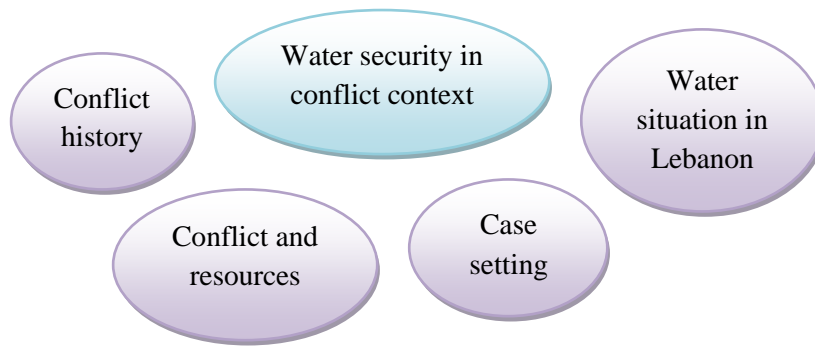 Water security in
conflict context
Conflict
history
Water
situation in
Lebanon
Conflict and
resources
Case
setting